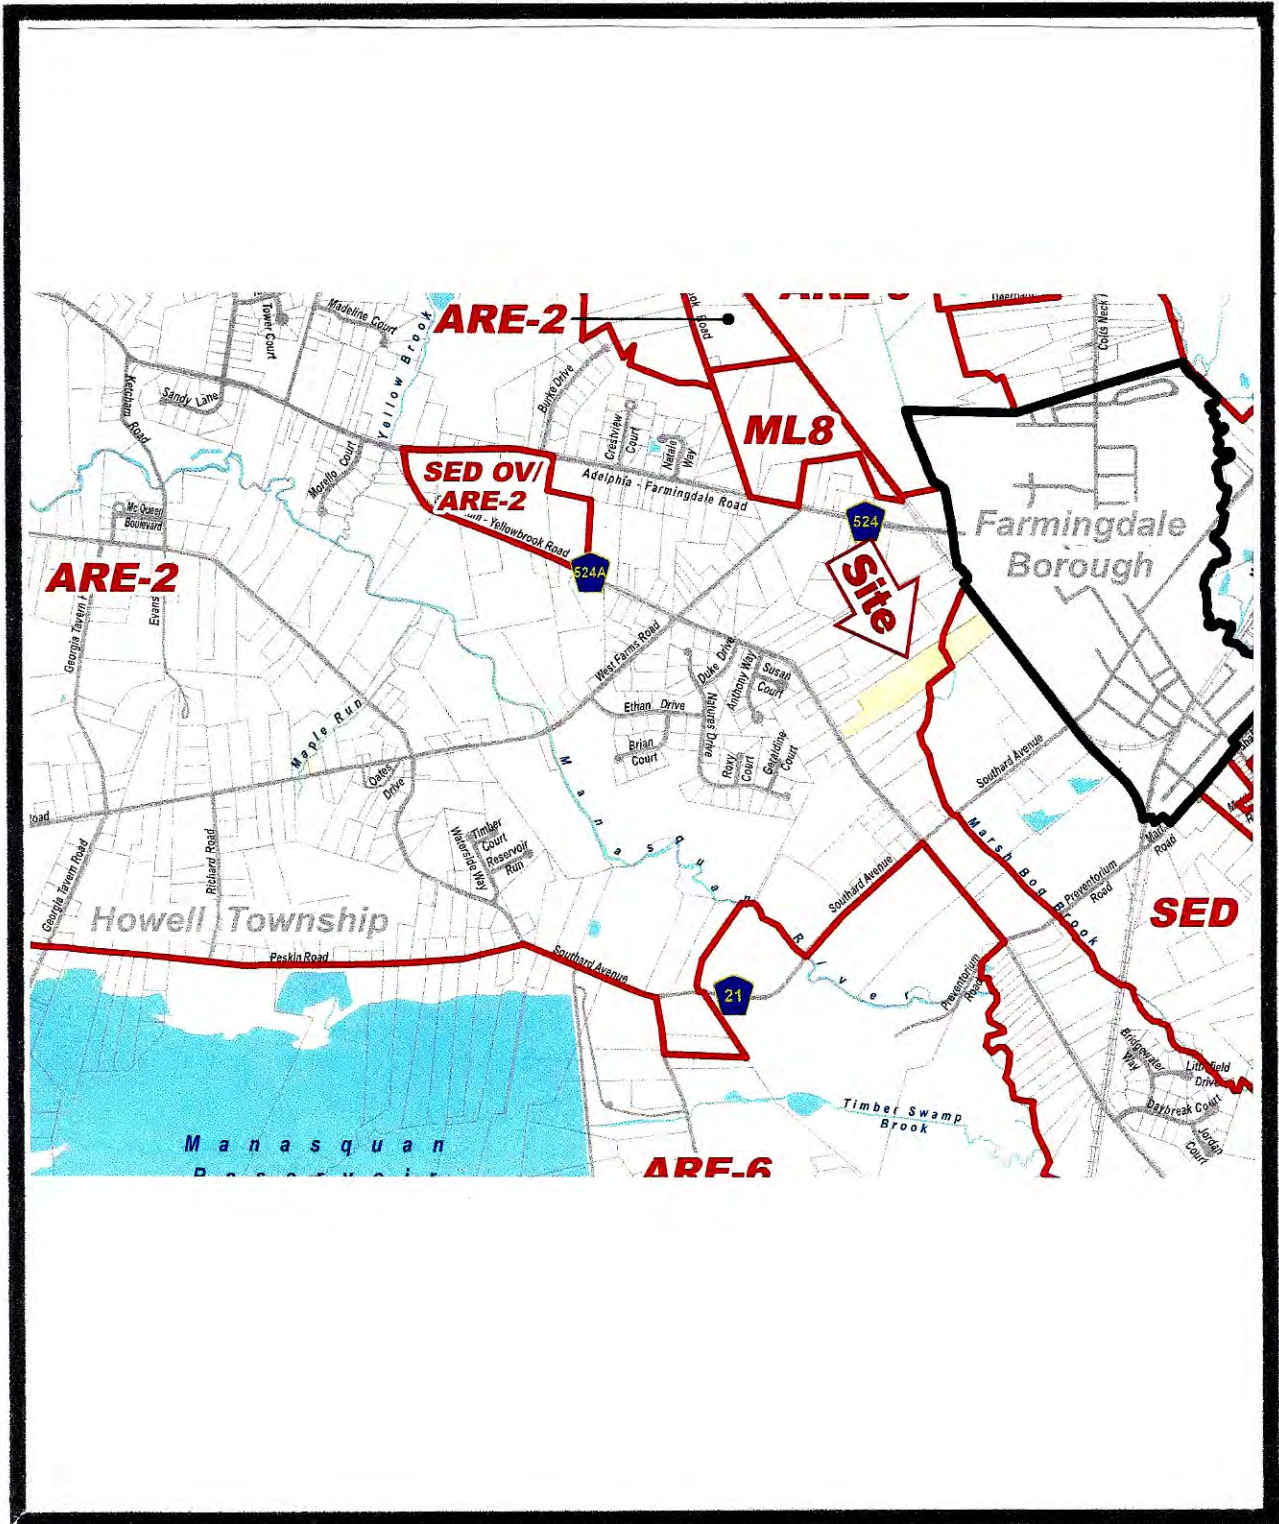 Tower Court
Madeline Court
Yellow Brook
ARE-2
Road
Colts Neck
Sandy Lane
Ketcham Road
Burke Drive
Crestview Court
Natalie Way
ML8
Morello Court
SED OV/
ARE-2
Adelphia - Farmingdale Road
524
Farmingdale
Borough
Yellowbrook Road
524A
Site
Mc Queen
Boulevard
ARE-2
Georgia Tavern
Evans
West Farms Road
Duke Drive
Anthony Way
Susan
Court
Natures Drive
Ethan Drive
Brian
Court
Roxy
Court
Geraldine
Court
Maple Run
Oates
Drive
Manasquan River
Southard Avenue
Marsh Bog Brook
Road
Georgia Tavern Road
Richard Road
Waterside Way
Timber
Court
Reservoir
Run
Southard Avenue
Preventorium
Road
Road
SED
Howell Township
Peskin Road
Southard Avenue
21
Preventorium
Road
Bridgewater
Way
Drive
Daybreak Court
Jordan
Court
Timber Swamp
Brook
Manasquan
Reservoir
ARE-6